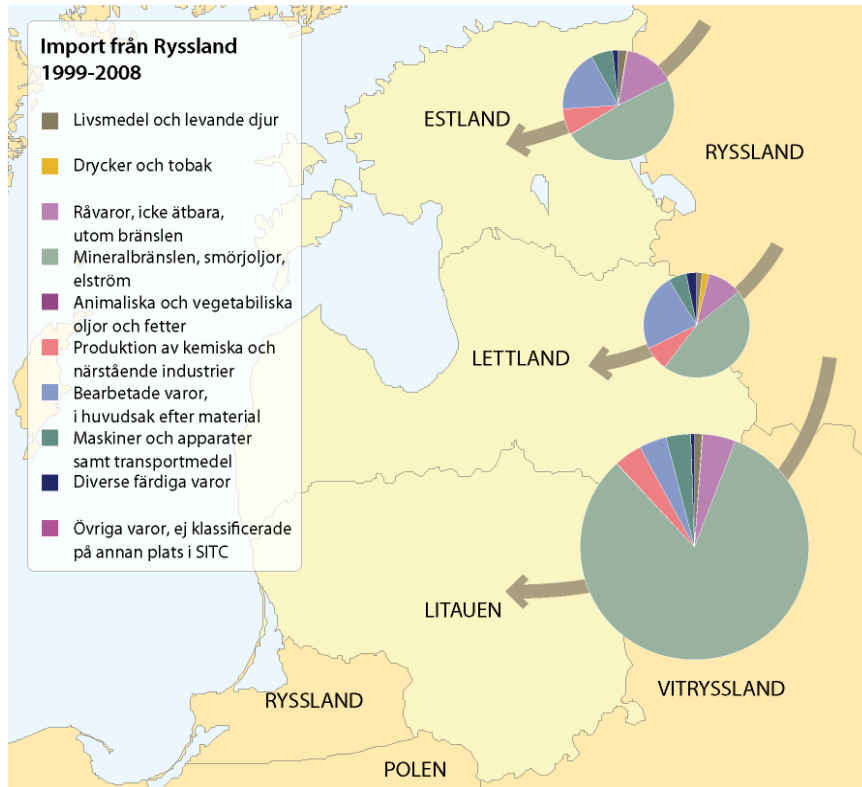 Import från Ryssland
1999-2008
Livsmedel och levande djur
Drycker och tobak
Råvaror, icke ätbara,
utom bränslen
Mineralbränslen, smörjoljor,
elström
Animaliska och vegetabiliska
oljor och fetter
Produktion av kemiska och
närstående industrier
Bearbetade varor,
i huvudsak efter material
Maskiner och apparater
samt transportmedel
Diverse färdiga varor
Övriga varor, ej klassificerade
på annan plats i SITC
ESTLAND
RYSSLAND
LETTLAND
LITAUEN
VITRYSSLAND
RYSSLAND
POLEN